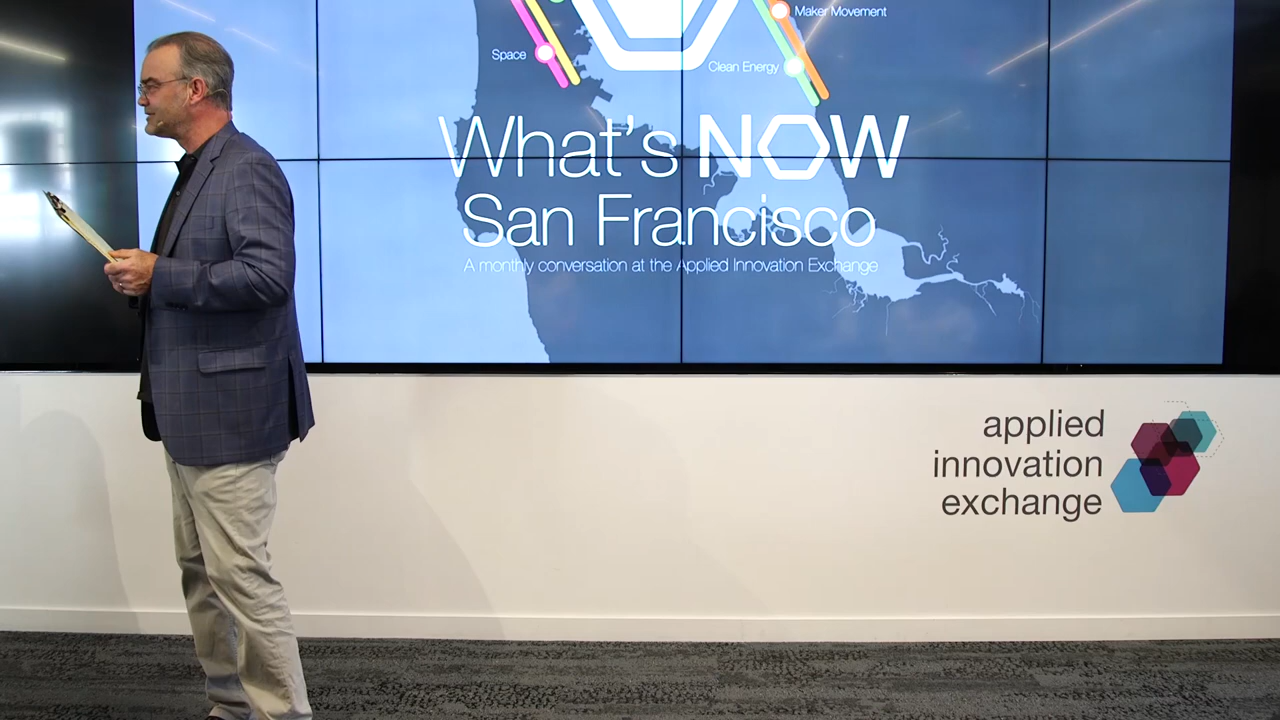 Maker Movement
Space
Clean Energy
What's NOW
San Francisco
A monthly conversation at the Applied Innovation Exchange
applied
innovation
exchange